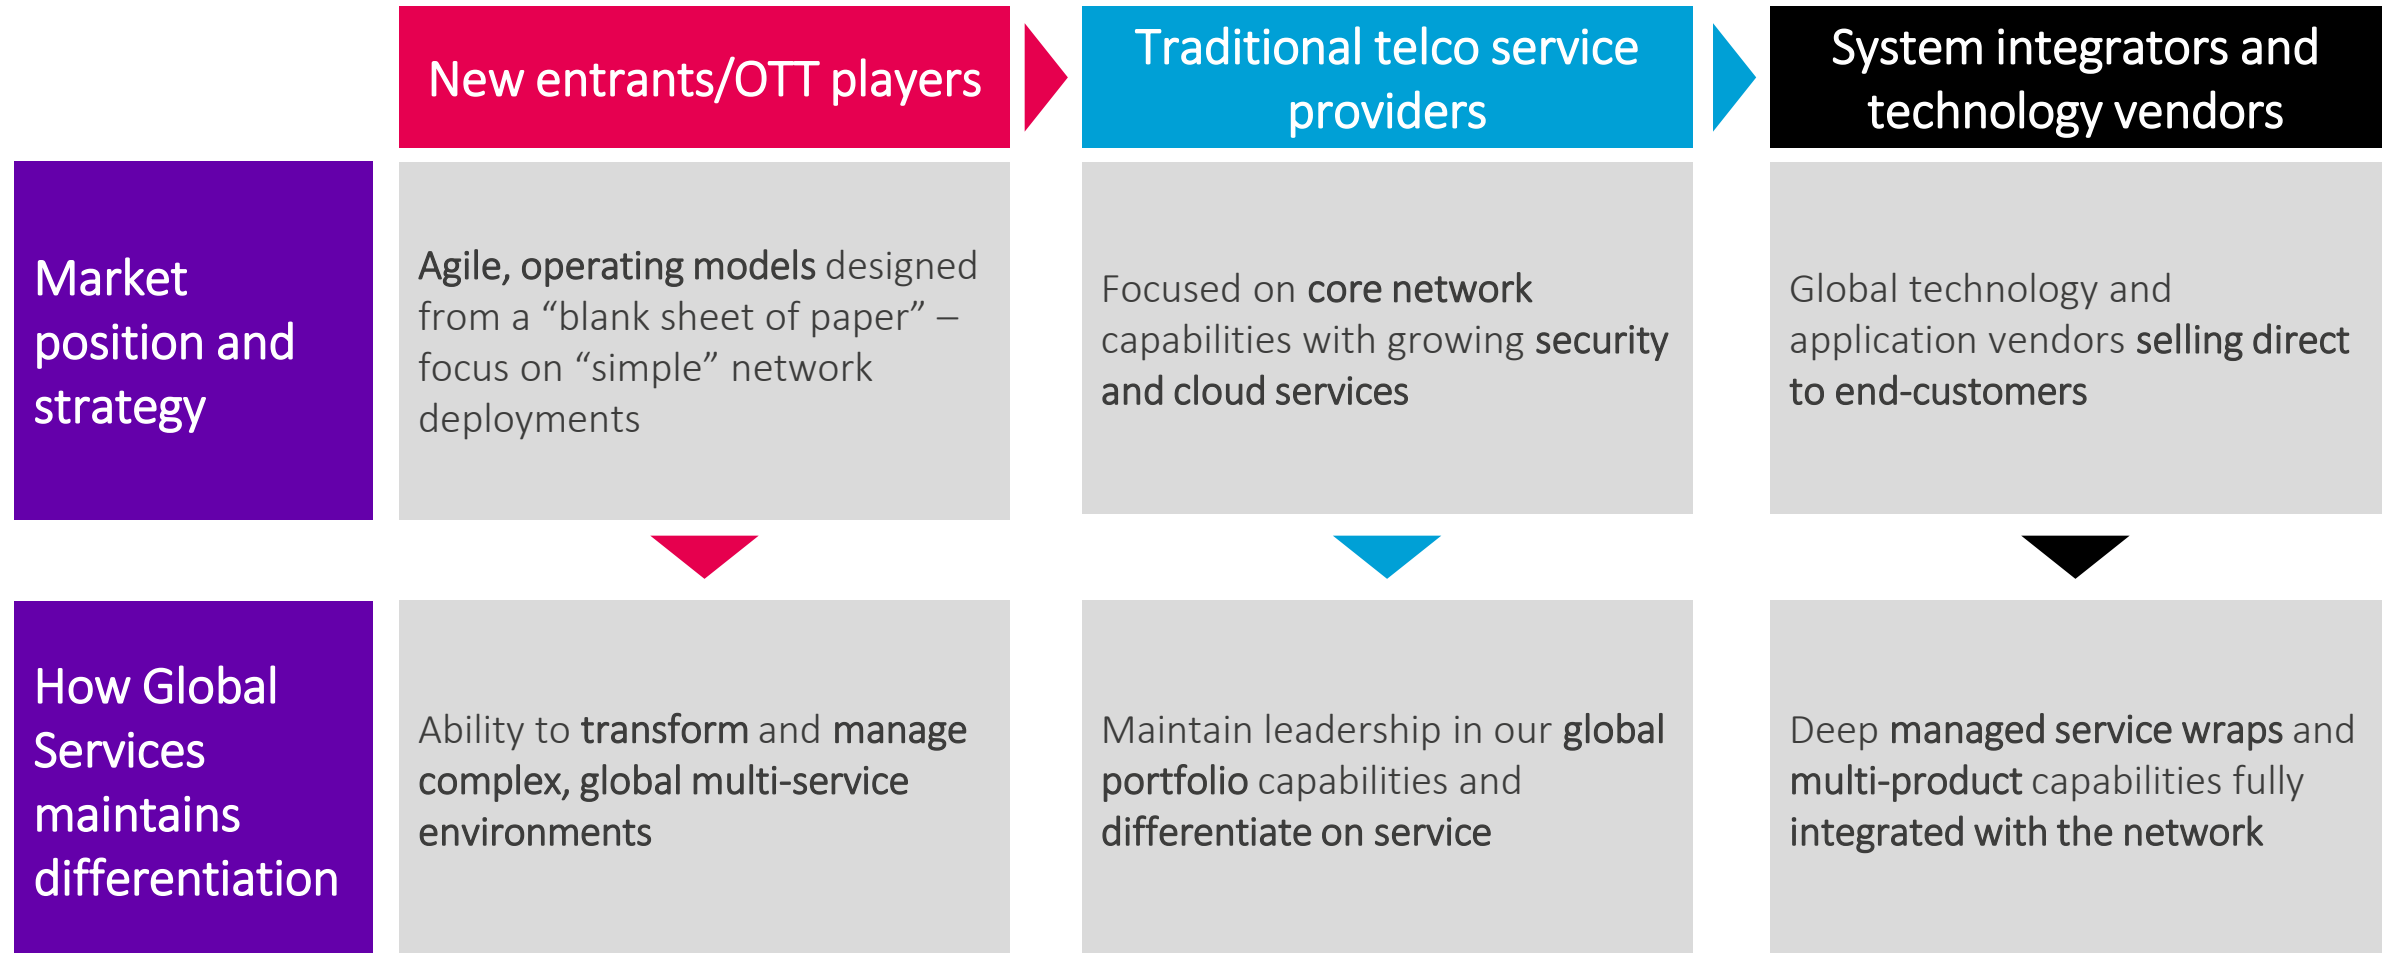 New entrants/OTT players
Traditional telco service
providers
System integrators and
technology vendors
Market
position and
strategy
Agile, operating models designed
from a “blank sheet of paper” –
focus on “simple” network
deployments
Focused on core network
capabilities with growing security
and cloud services
Global technology and
application vendors selling direct
to end-customers
How Global
Services
maintains
differentiation
Ability to transform and manage
complex, global multi-service
environments
Maintain leadership in our global
portfolio capabilities and
differentiate on service
Deep managed service wraps and
multi-product capabilities fully
integrated with the network